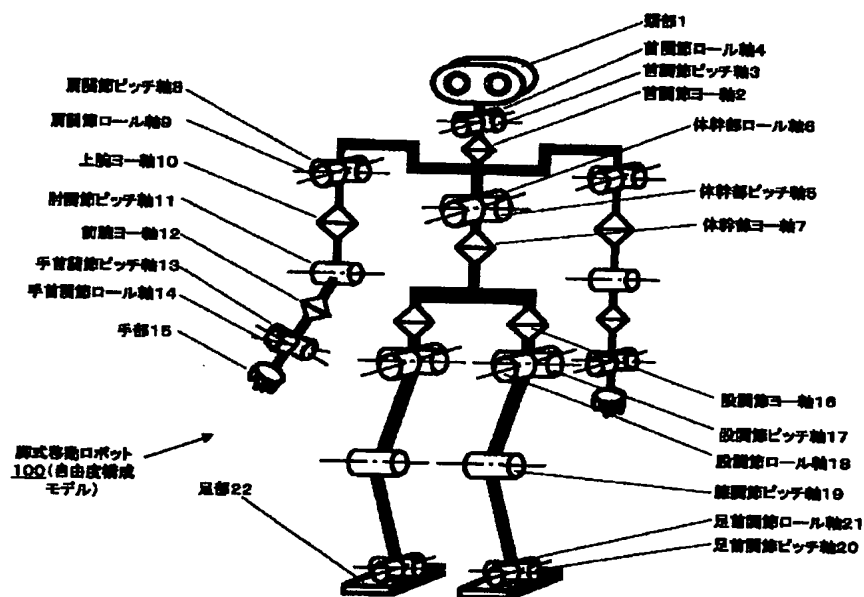 頭部1
首関節ロール軸4
首関節ピッチ軸3
首関節ヨー軸2
体幹部ロール軸6
体幹部ピッチ軸5
体幹部ヨー軸7
肩関節ピッチ軸8
肩関節ロール軸9
上腕ヨー軸10
肘関節ピッチ軸11
前腕ヨー軸12
手首関節ピッチ軸13
手首関節ロール軸14
手部15
股関節ヨー軸16
股関節ピッチ軸17
股関節ロール軸18
膝関節ピッチ軸19
足首関節ロール軸21
足首関節ピッチ軸20
足部22
脚式移動ロボット
100(自由度構成
モデル)